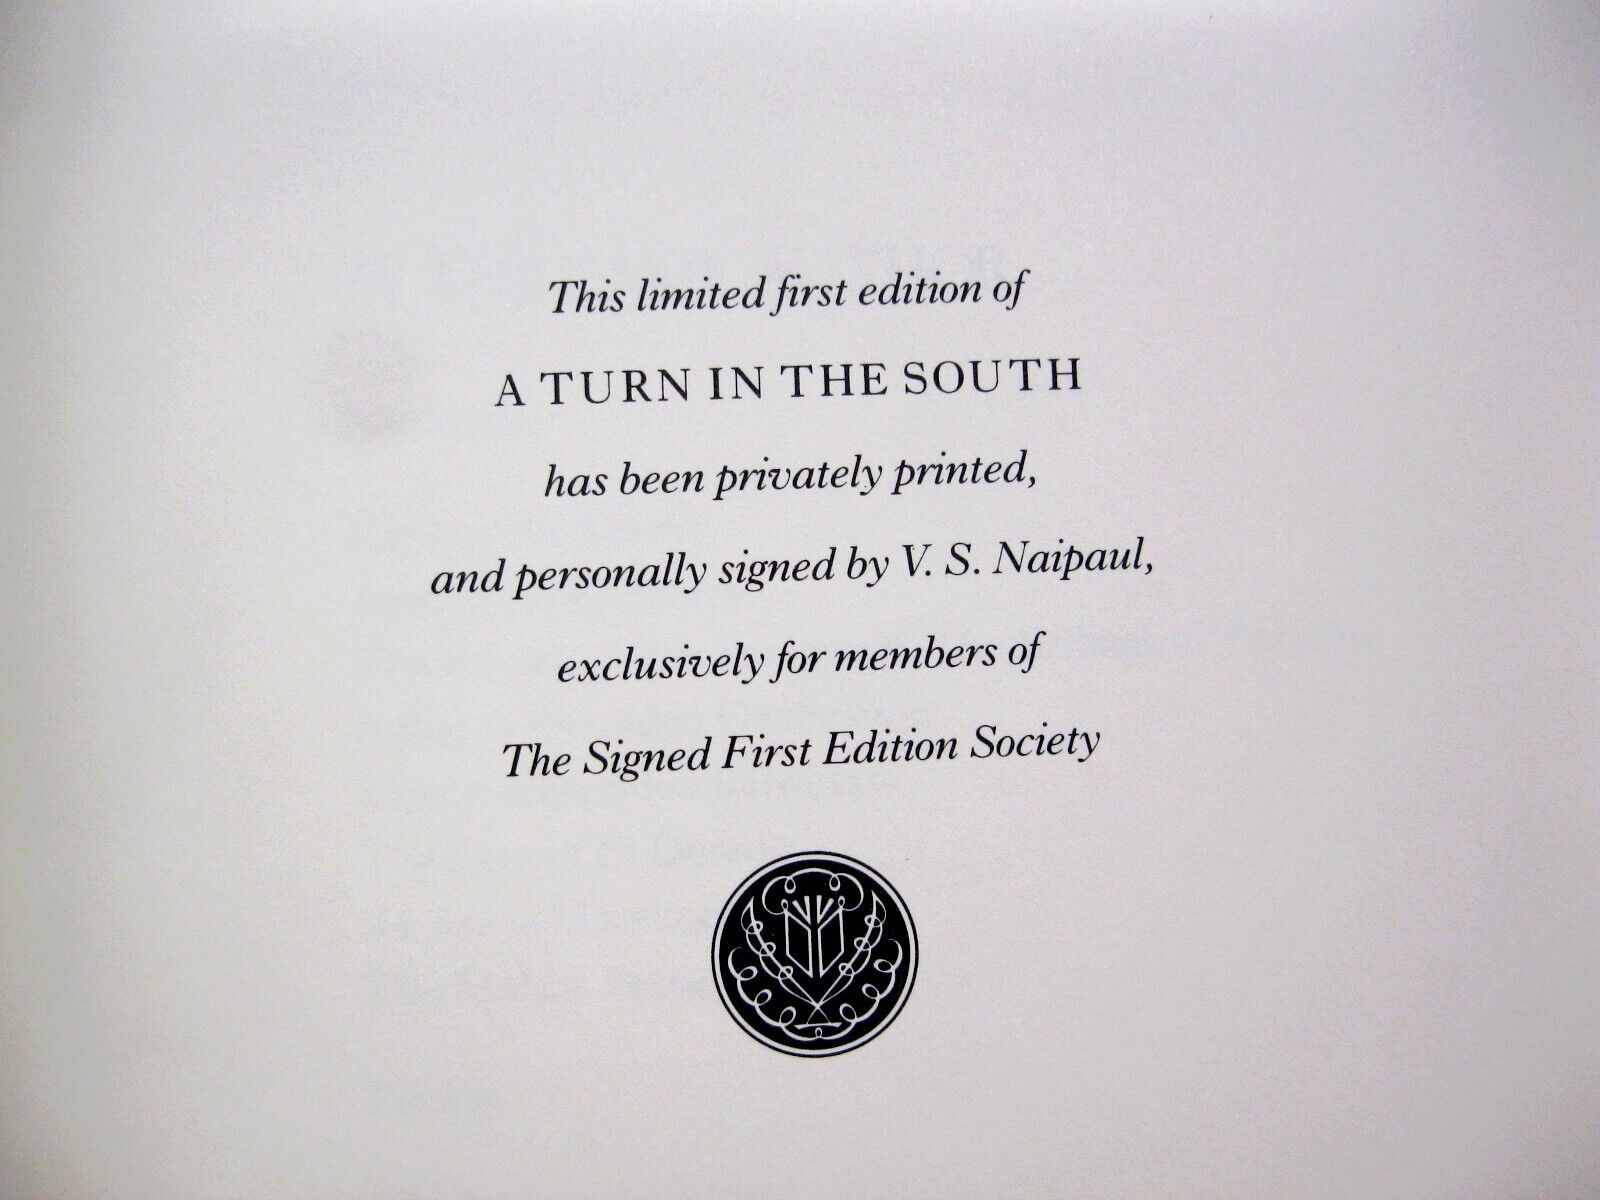 This limited first edition of
A TURN IN THE SOUTH
has been privately printed,
and personally signed by V. S. Naipaul,
exclusively for members of
The Signed First Edition Society